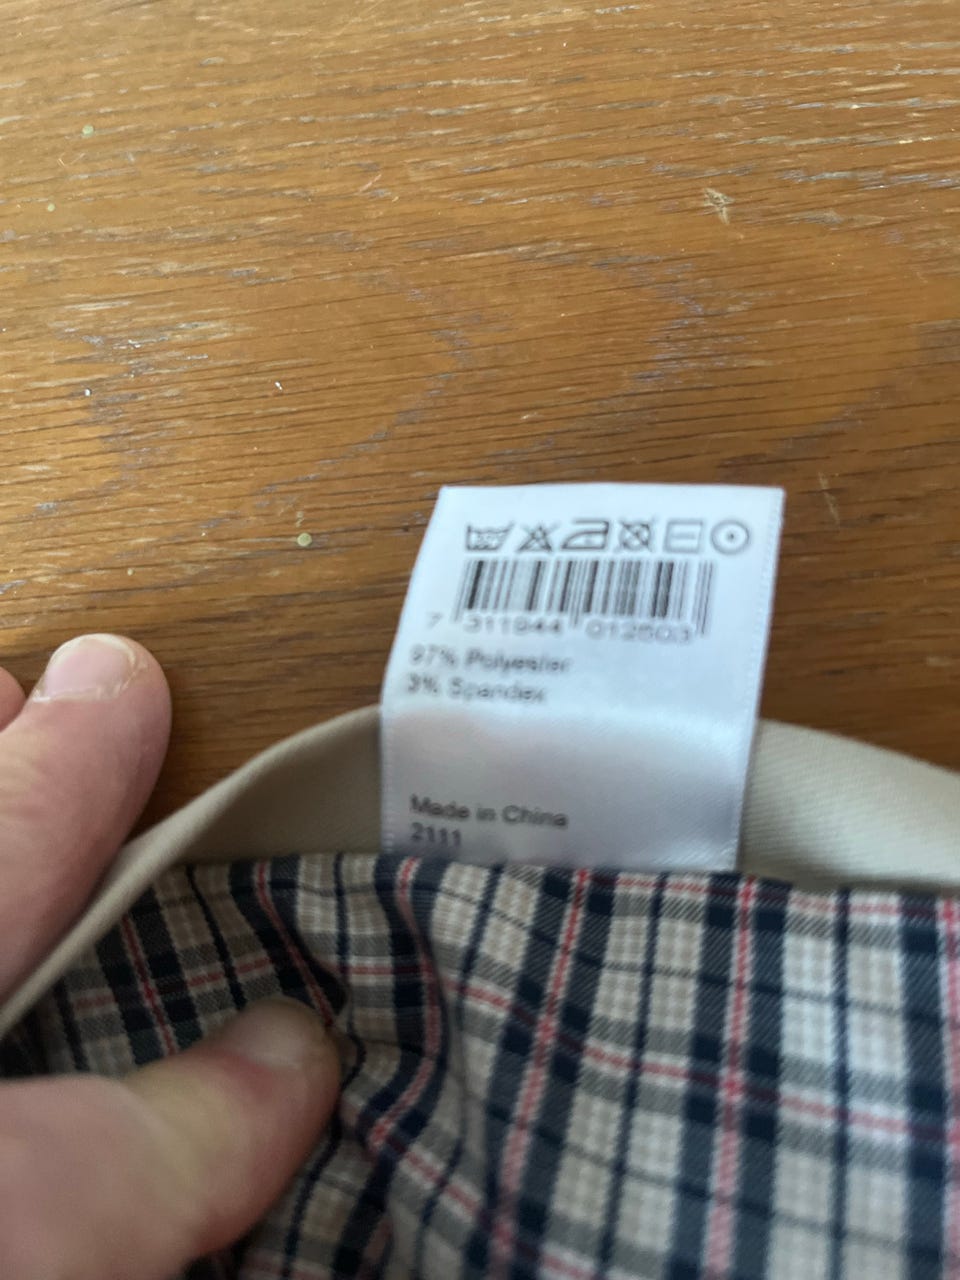 7 311944 012503
97% Polyester
3% Spandex
Made in China
2111